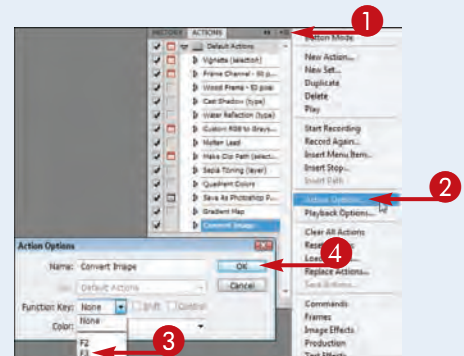 HISTORY ACTIONS
Default Actions
Vignette (selection)
Frame Channel - 50 p...
Wood Frame - 50 pixel
Cast Shadow (type)
Water Reflection (type)
Custom RGB to Grays...
Molten Lead
Make Clip Path (select...
Sepia Toning (layer)
Quadrant Colors
Save As Photoshop P...
Gradient Map
Convert Image
1
Button Mode
New Action...
New Set...
Duplicate
Delete
Play
Start Recording
Record Again...
Insert Menu Item...
Insert Stop...
Insert Path
Action Options...
2
Playback Options...
Clear All Actions
Reset
Load
Replace Actions...
Save Actions...
Commands
Frames
Image Effects
Production
Text Effects
Action Options
Name: Convert Image
OK
4
Set: Default Actions
Cancel
Function Key: None Shift Control
Color:
None
F2
F3
3